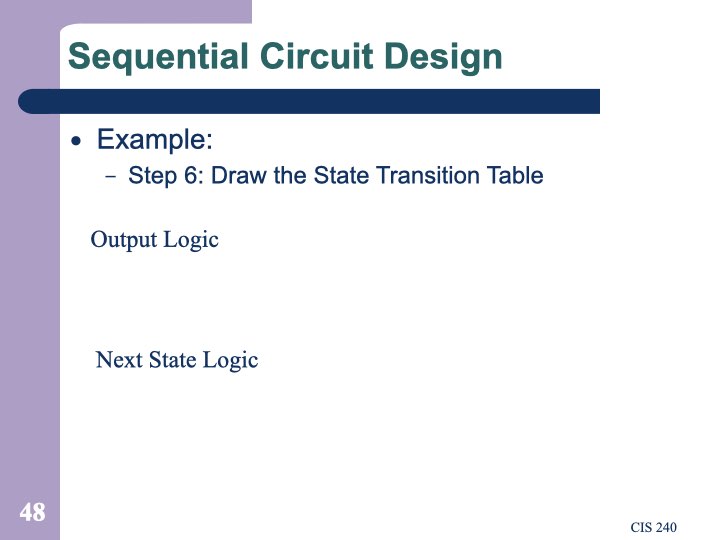 Sequential Circuit Design
• Example:
– Step 6: Draw the State Transition Table
Output Logic
Next State Logic
48
CIS 240